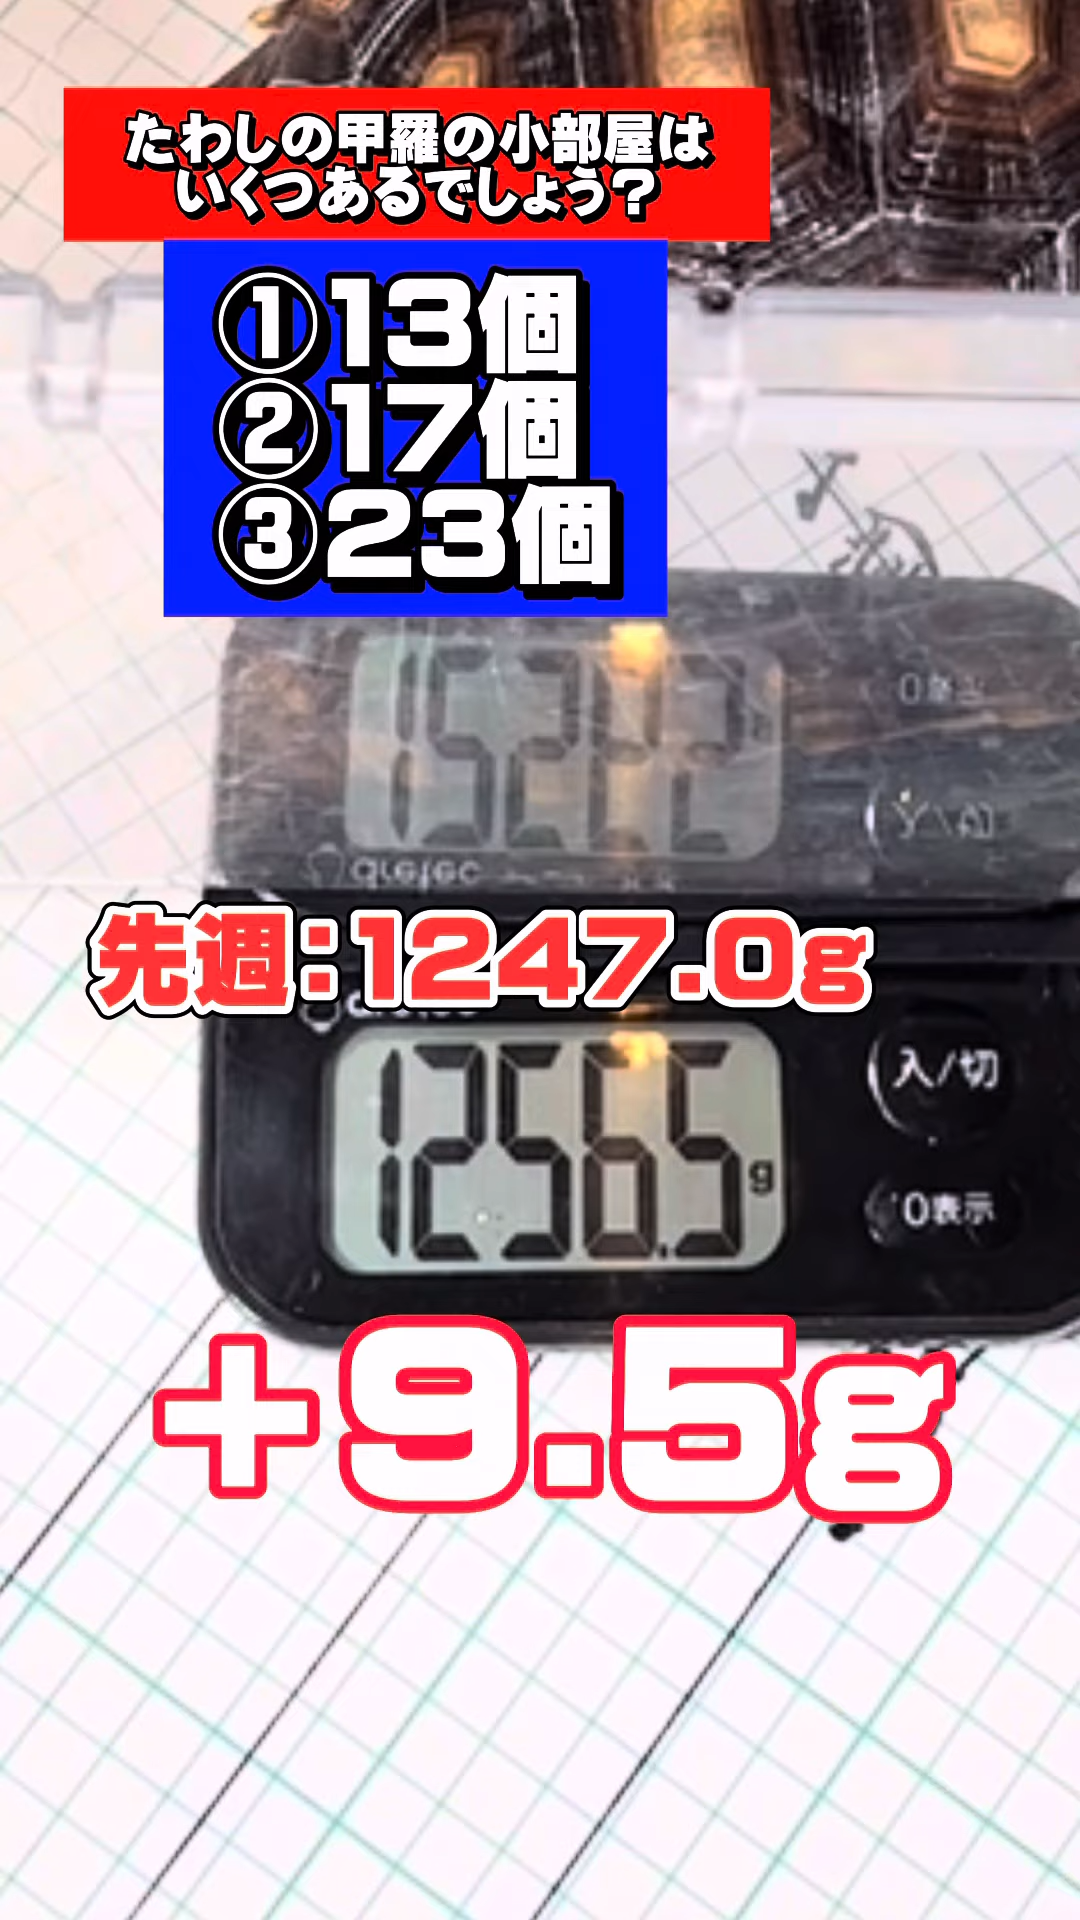 たわしの甲羅の小部屋は
いくつあるでしょう？
①13個
②17個
③23個
dretec
先週：1247.0g
入/切
1256.5g
0表示
+9.5g